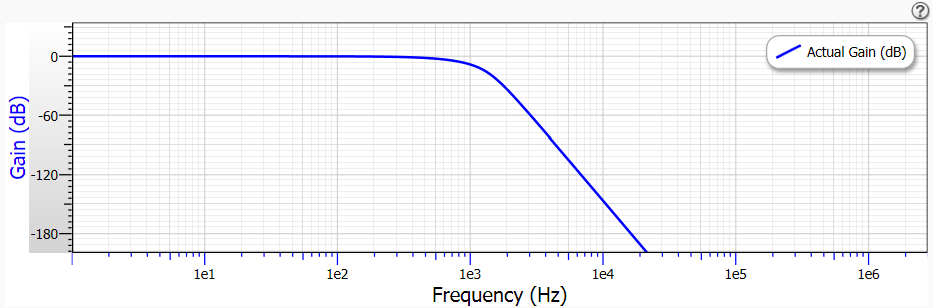 ?
Actual Gain (dB)
Gain (dB)
0
-60
-120
-180
1e1 1e2 1e3 1e4 1e5 1e6
Frequency (Hz)